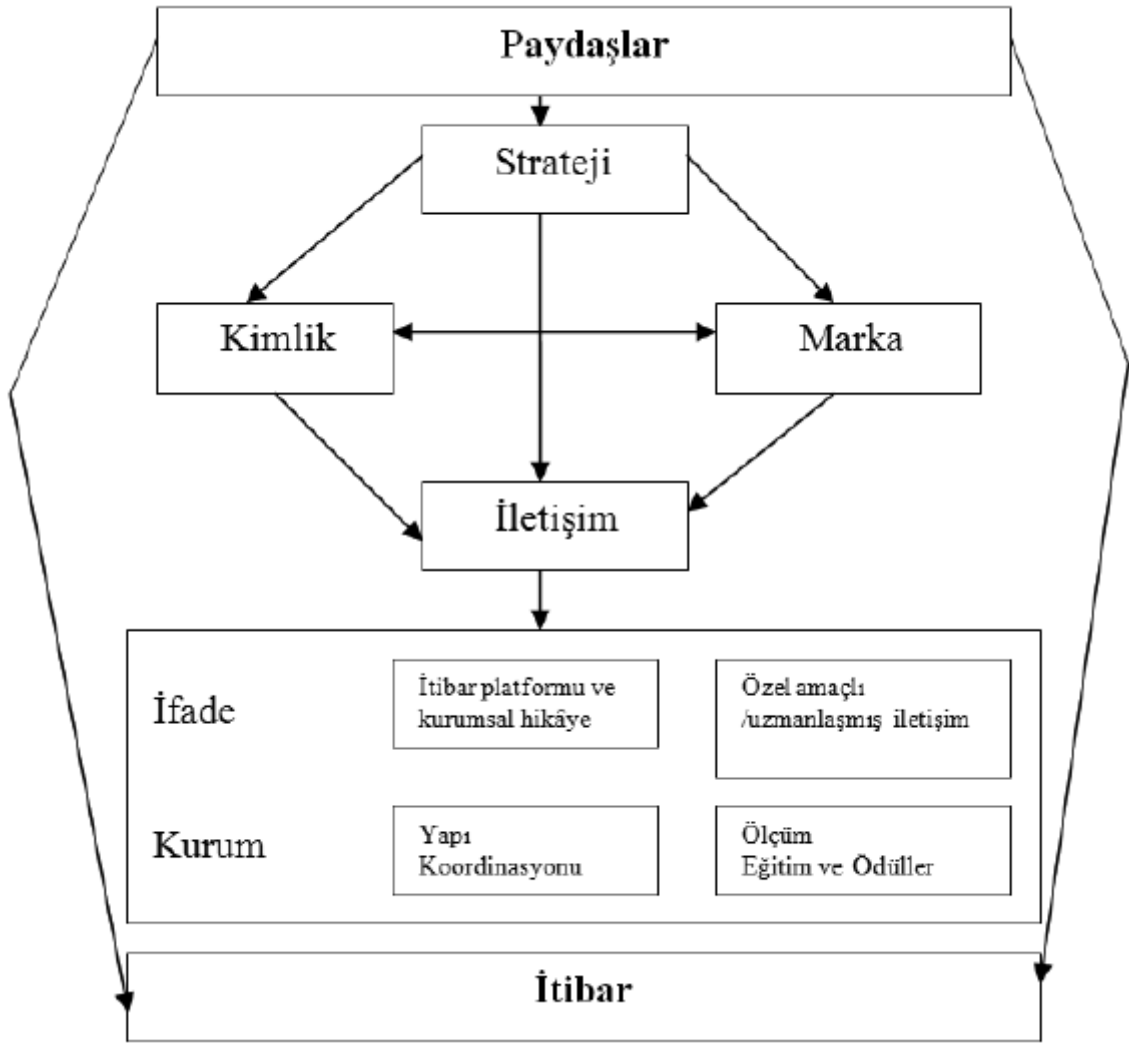 Paydaşlar
Strateji
Kimlik
Marka
İletişim
İfade
İtibar platformu ve
kurumsal hikâye
Özel amaçlı
/uzmanlaşmış iletişim
Kurum
Yapı
Koordinasyonu
Ölçüm
Eğitim ve Ödüller
İtibar